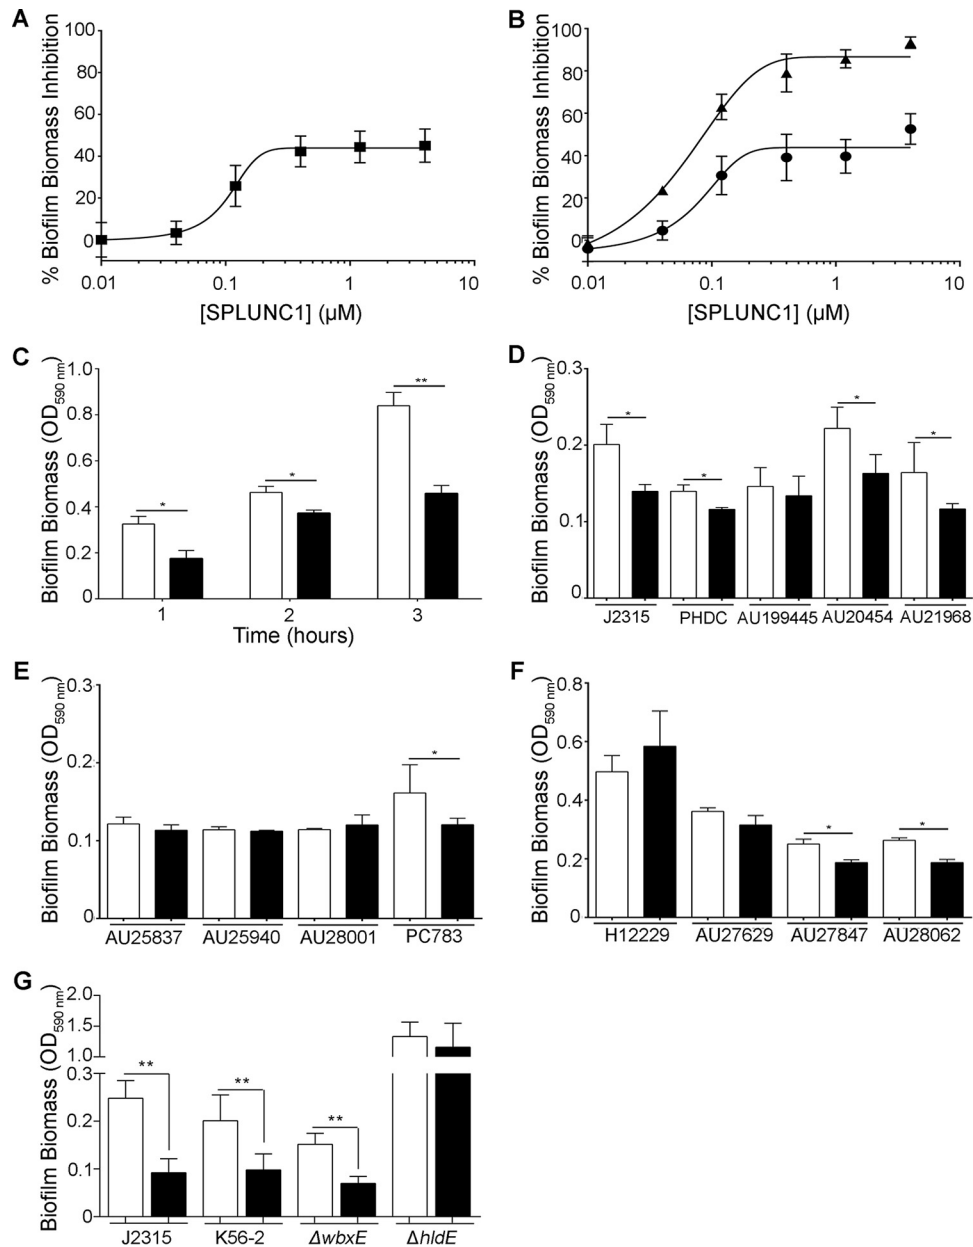 A
% Biofilm Biomass Inhibition
100
80
60
40
20
0
0.01
0.1
1
10
[SPLUNC1] (µM)
B
% Biofilm Biomass Inhibition
100
80
60
40
20
0
0.01
0.1
1
10
[SPLUNC1] (µM)
C
Biofilm Biomass (OD590 nm)
1.0
0.8
0.6
0.4
0.2
0
*
*
**
1
2
3
Time (hours)
D
Biofilm Biomass (OD590 nm)
0.3
0.2
0.1
0
*
*
*
*
J2315
PHDC
AU199445
AU20454
AU21968
E
Biofilm Biomass (OD590 nm)
0.3
0.2
0.1
0
*
AU25837
AU25940
AU28001
PC783
F
Biofilm Biomass (OD590 nm)
0.8
0.6
0.4
0.2
0
*
*
H12229
AU27629
AU27847
AU28062
G
Biofilm Biomass (OD590 nm)
2.0
1.5
1.0
0.3
0.2
0.1
0
**
**
**
J2315
K56-2
ΔwbxE
ΔhldE